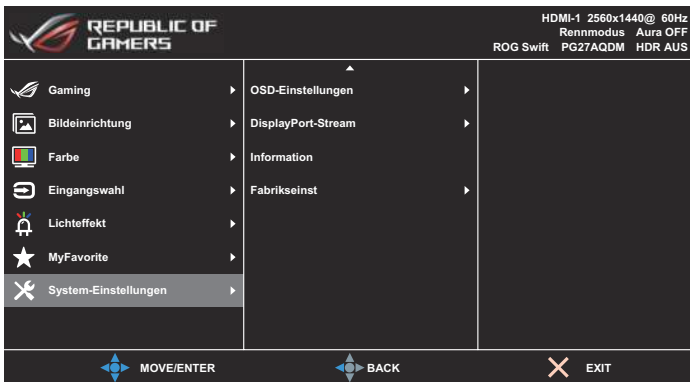 REPUBLIC OF
GAMERS
HDMI-1 2560x1440@ 60Hz
Rennmodus Aura OFF
ROG Swift PG27AQDM HDR AUS
Gaming
Bildeinrichtung
Farbe
Eingangswahl
Lichteffekt
MyFavorite
System-Einstellungen
OSD-Einstellungen
DisplayPort-Stream
Information
Fabrikseinst
MOVE/ENTER
BACK
EXIT